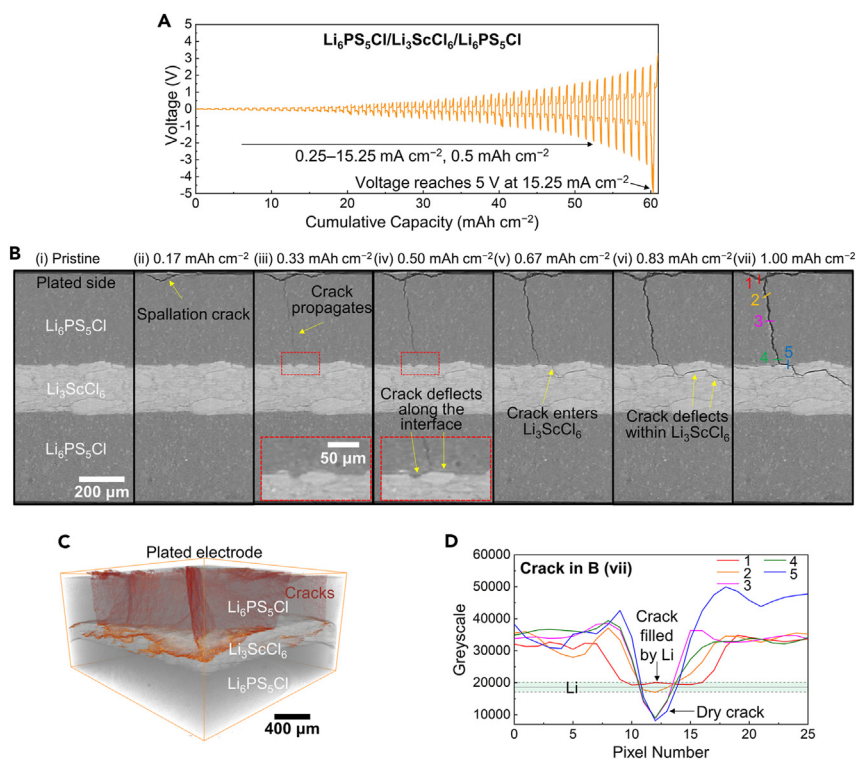 A
Li6PS5Cl/Li3ScCl6/Li6PS5Cl
5
4
3
2
1
0
-1
-2
-3
-4
-5
Voltage (V)
0.25–15.25 mA cm−2, 0.5 mAh cm−2
Voltage reaches 5 V at 15.25 mA cm−2
0 10 20 30 40 50 60
Cumulative Capacity (mAh cm−2)
B
(i) Pristine (ii) 0.17 mAh cm−2 (iii) 0.33 mAh cm−2 (iv) 0.50 mAh cm−2 (v) 0.67 mAh cm−2 (vi) 0.83 mAh cm−2 (vii) 1.00 mAh cm−2
Plated side
Li6PS5Cl
Li3ScCl6
Li6PS5Cl
200 µm
Spallation crack
Crack
propagates
50 µm
Crack deflects
along the
interface
Crack enters
Li3ScCl6
Crack deflects
within Li3ScCl6
1
2
3
4
5
C
Plated electrode
Cracks
Li6PS5Cl
Li3ScCl6
Li6PS5Cl
400 µm
D
Crack in B (vii)
1 4
2 5
3
60000
50000
40000
30000
20000
10000
Greyscale
Crack
filled
by Li
Li
Dry crack
0 5 10 15 20 25
Pixel Number